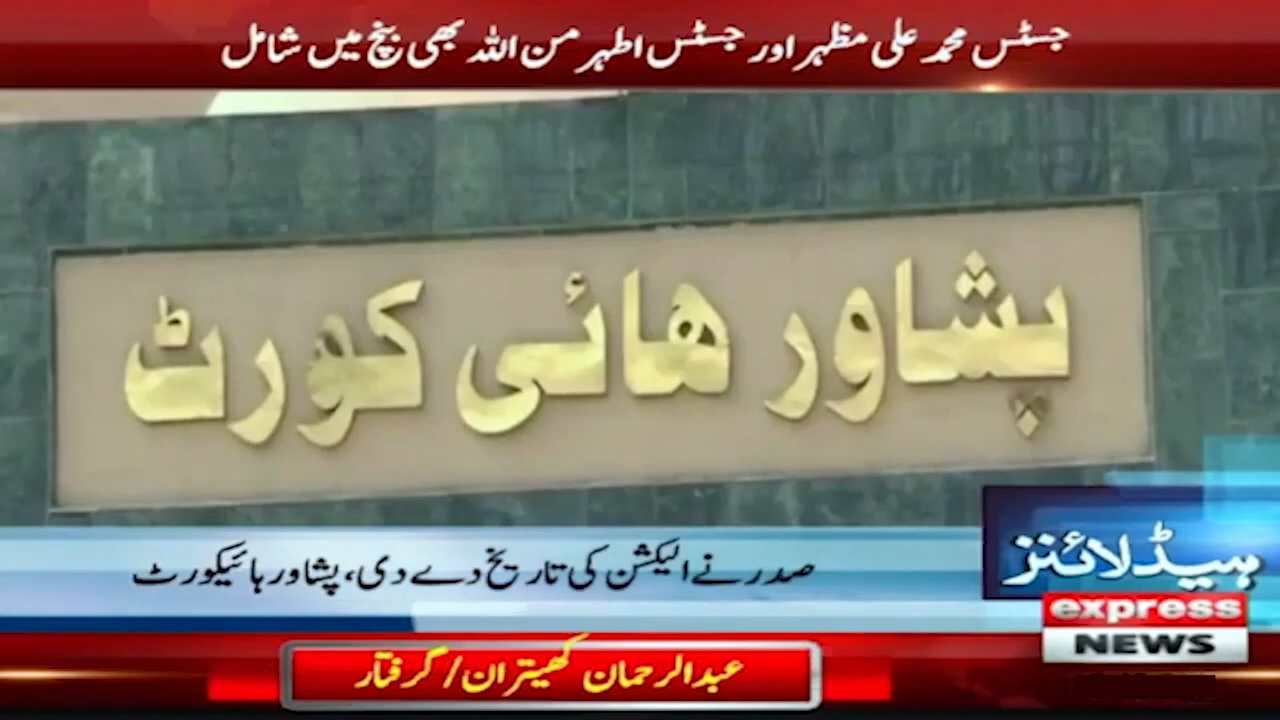 جسٹس محمد علی مظہر اور جسٹس اطہر من اللہ بھی بنچ میں شامل
پشاور هائی کورٹ
صدر نے الیکشن کی تاریخ دے دی، پشاور ہائیکورٹ
ہیڈلائنز
express
NEWS
عبدالرحمان کھیتران/گرفتار